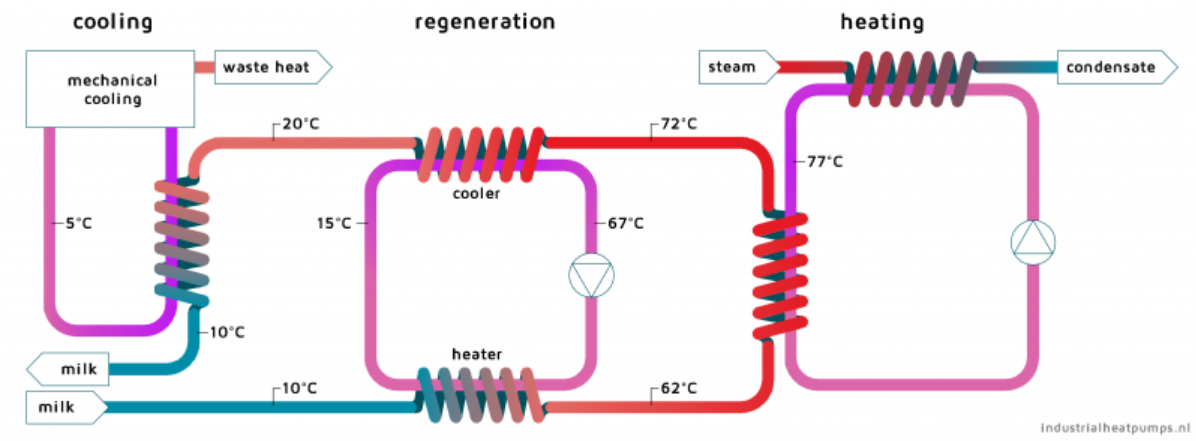 cooling
regeneration
heating
mechanical
cooling
waste heat
steam
condensate
20°C
72°C
77°C
cooler
5°C
15°C
67°C
10°C
heater
milk
milk
10°C
62°C
industrialheatpumps.nl